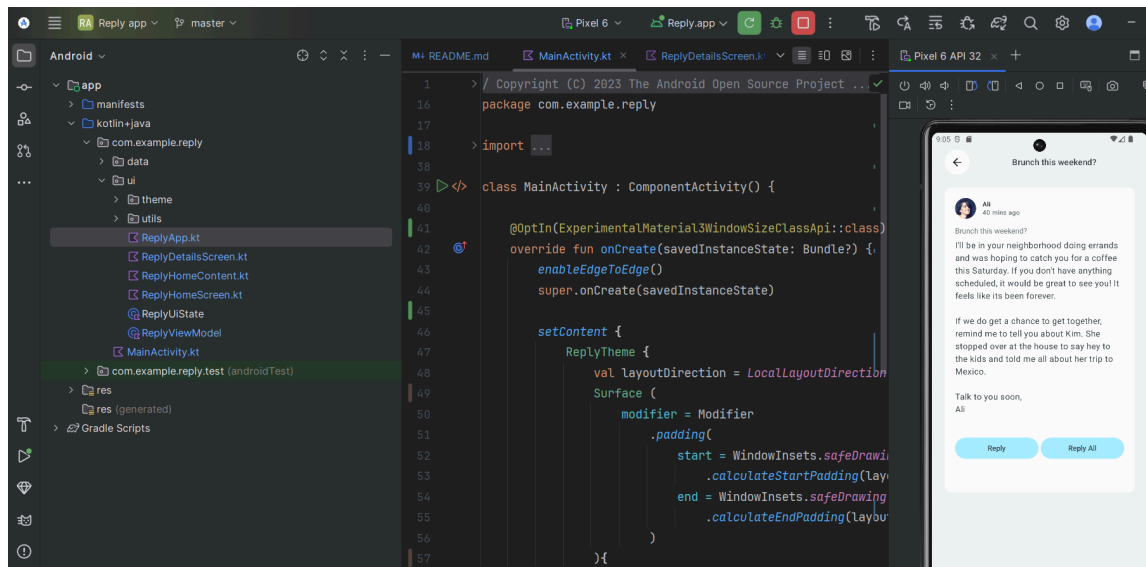 RA Reply app master Pixel 6 Reply.app
Android
app
manifests
kotlin+java
com.example.reply
data
ui
theme
utils
ReplyApp.kt
ReplyDetailsScreen.kt
ReplyHomeContent.kt
ReplyHomeScreen.kt
ReplyUiState
ReplyViewModel
MainActivity.kt
com.example.reply.test (androidTest)
res
res (generated)
Gradle Scripts
M↓ README.md MainActivity.kt ReplyDetailsScreen.k
1 / Copyright (C) 2023 The Android Open Source Project ...
16 package com.example.reply
17
18 import ...
38
39 class MainActivity : ComponentActivity() {
40
41 @OptIn(ExperimentalMaterial3WindowSizeClassApi::class)
42 override fun onCreate(savedInstanceState: Bundle?) {
43 enableEdgeToEdge()
44 super.onCreate(savedInstanceState)
45
46 setContent {
47 ReplyTheme {
48 val layoutDirection = LocalLayoutDirection
49 Surface (
50 modifier = Modifier
51 .padding(
52 start = WindowInsets.safeDrawi
53 .calculateStartPadding(lay
54 end = WindowInsets.safeDrawing
55 .calculateEndPadding(layou
56 )
57 ){
Pixel 6 API 32
9:05
Brunch this weekend?
Ali
40 mins ago
Brunch this weekend?
I'll be in your neighborhood doing errands
and was hoping to catch you for a coffee
this Saturday. If you don't have anything
scheduled, it would be great to see you! It
feels like its been forever.
If we do get a chance to get together,
remind me to tell you about Kim. She
stopped over at the house to say hey to
the kids and told me all about her trip to
Mexico.
Talk to you soon,
Ali
Reply Reply All